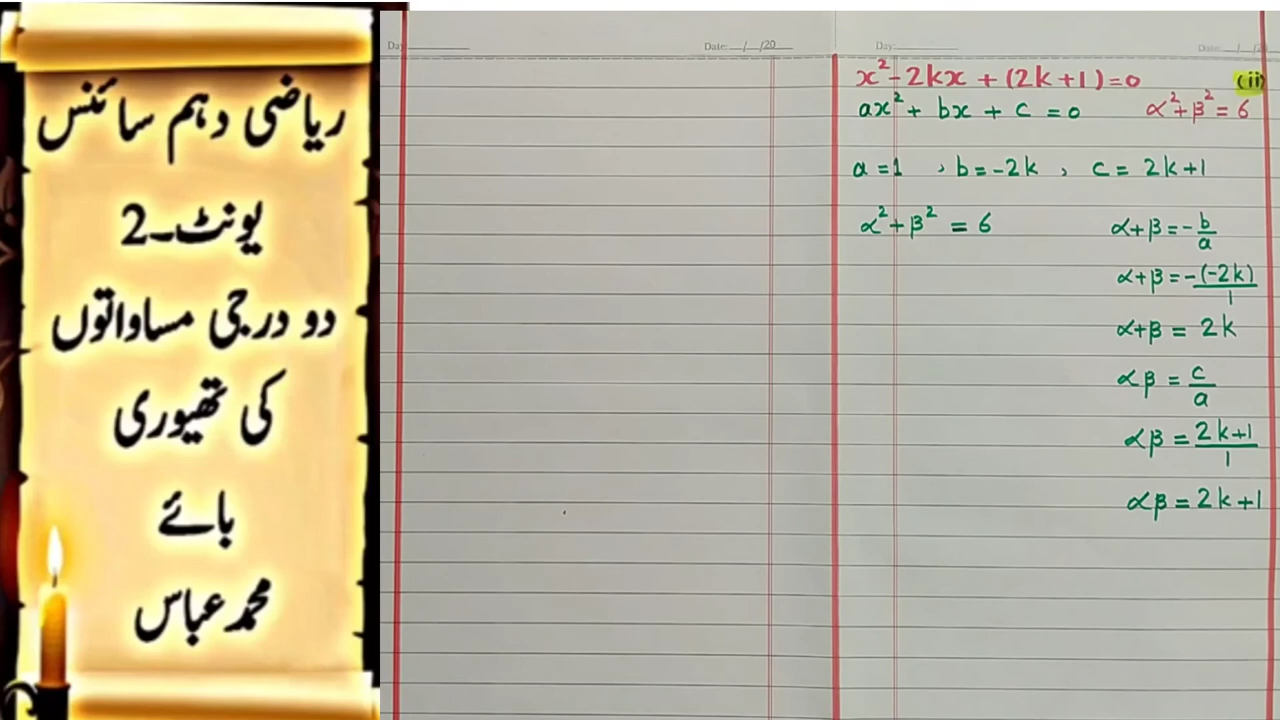 ریاضی دہم سائنس
یونٹ۔2
دو درجی مساواتوں
کی تھیوری
بائے
محمد عباس
Day:
Date: / /20
Day:
Date: / /20
x² - 2kx + (2k+1) = 0 (ii)
ax² + bx + c = 0 α² + β² = 6
a = 1 , b = -2k , c = 2k+1
α² + β² = 6 α+β = -b/a
α+β = -(-2k)/1
α+β = 2k
αβ = c/a
αβ = 2k+1/1
αβ = 2k+1